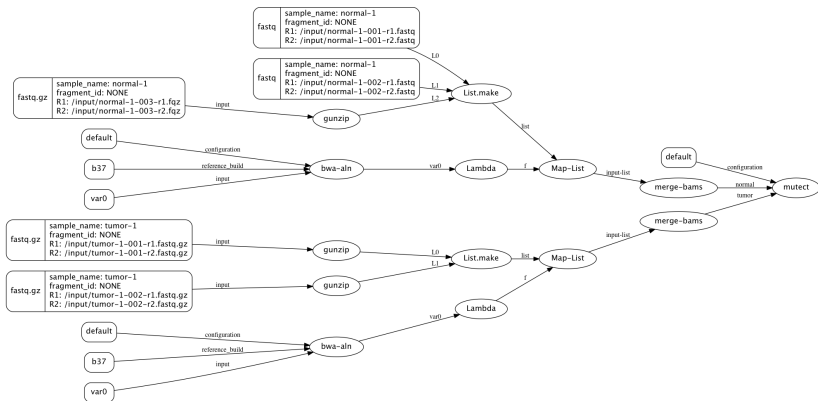 fastq
sample_name: normal-1
fragment_id: NONE
R1: /input/normal-1-001-r1.fastq
R2: /input/normal-1-001-r2.fastq
L0
fastq
sample_name: normal-1
fragment_id: NONE
R1: /input/normal-1-002-r1.fastq
R2: /input/normal-1-002-r2.fastq
L1
List.make
fastq.gz
sample_name: normal-1
fragment_id: NONE
R1: /input/normal-1-003-r1.fqz
R2: /input/normal-1-003-r2.fqz
input
gunzip
L2
list
default
configuration
b37
reference_build
var0
input
bwa-aln
var0
Lambda
f
Map-List
input-list
default
configuration
merge-bams
normal
mutect
merge-bams
tumor
fastq.gz
sample_name: tumor-1
fragment_id: NONE
R1: /input/tumor-1-001-r1.fastq.gz
R2: /input/tumor-1-001-r2.fastq.gz
input
gunzip
L0
List.make
list
Map-List
input-list
fastq.gz
sample_name: tumor-1
fragment_id: NONE
R1: /input/tumor-1-002-r1.fastq.gz
R2: /input/tumor-1-002-r2.fastq.gz
input
gunzip
L1
Lambda
f
default
configuration
b37
reference_build
var0
input
bwa-aln
var0